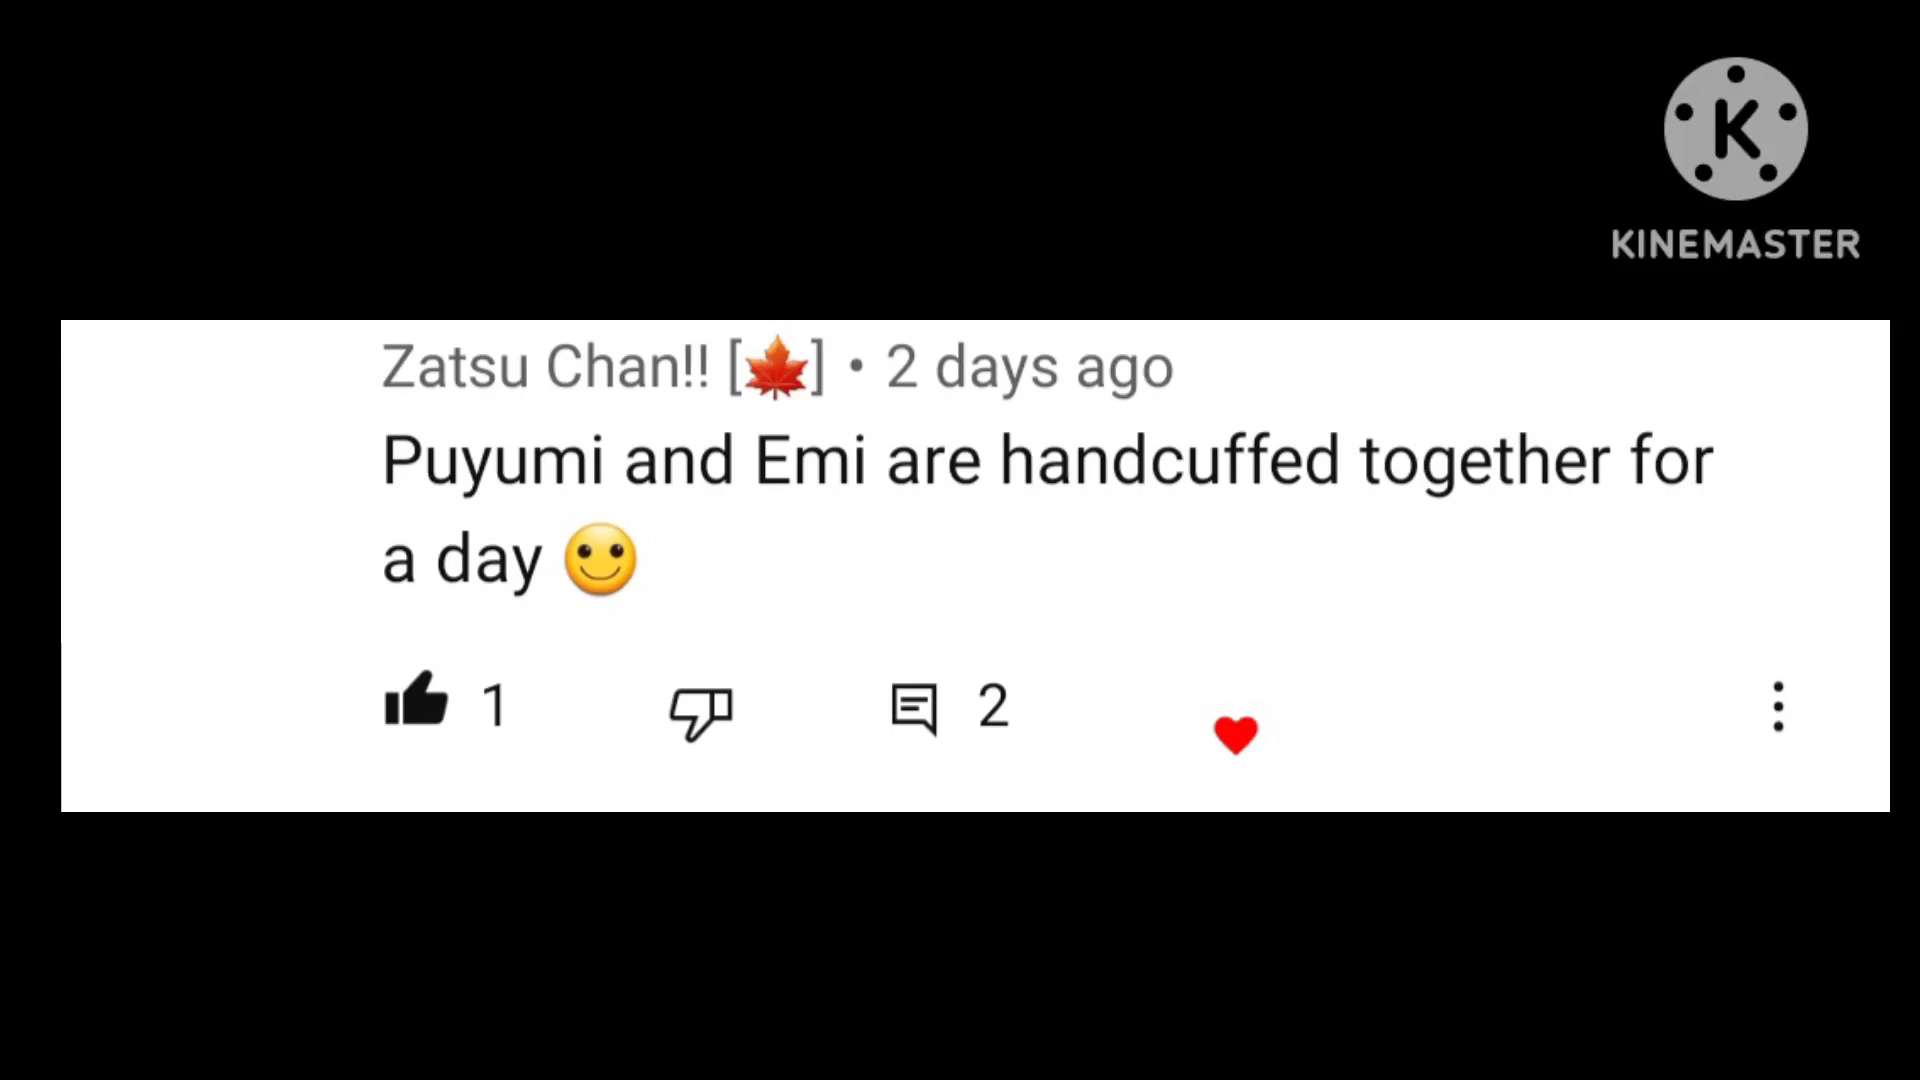 K
KINEMASTER
Zatsu Chan!! [🍁] • 2 days ago
Puyumi and Emi are handcuffed together for
a day 🙂
1 2